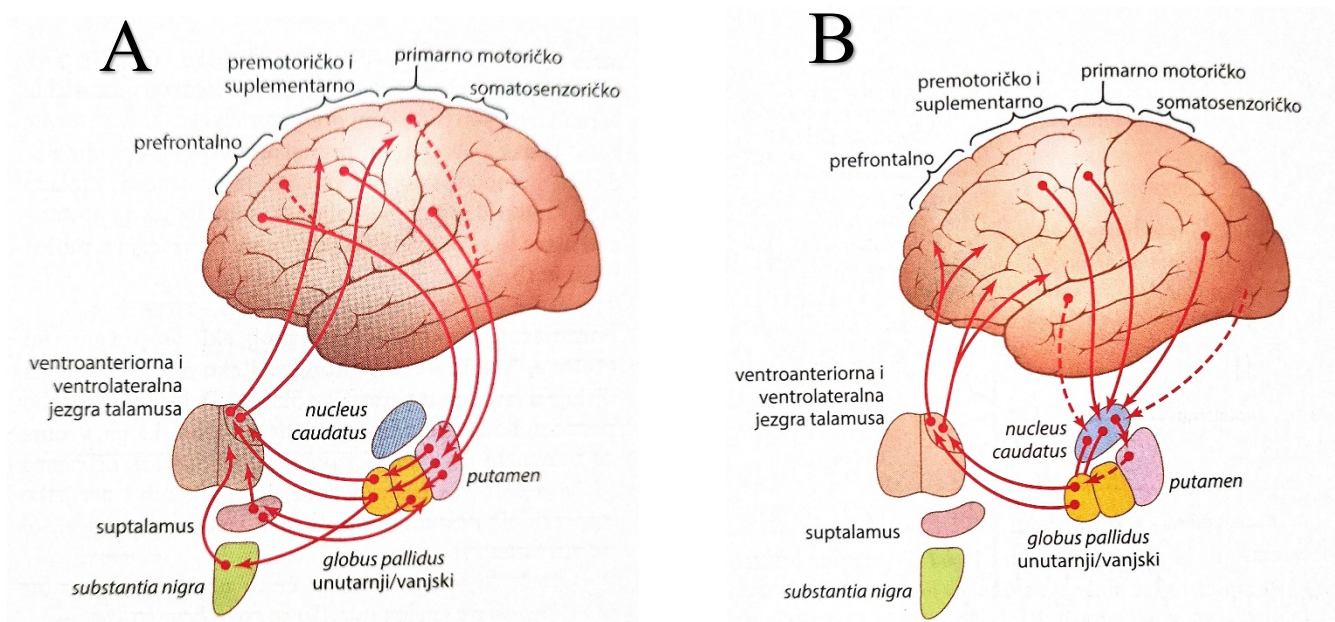 A
premotoričko i
suplementarno
primarno motoričko
somatosenzoričko
prefrontalno
ventroanteriorna i
ventrolateralna
jezgra talamusa
nucleus
caudatus
putamen
suptalamus
globus pallidus
unutarnji/vanjski
substantia nigra
B
premotoričko i
suplementarno
primarno motoričko
somatosenzoričko
prefrontalno
ventroanteriorna i
ventrolateralna
jezgra talamusa
nucleus
caudatus
putamen
suptalamus
globus pallidus
unutarnji/vanjski
substantia nigra